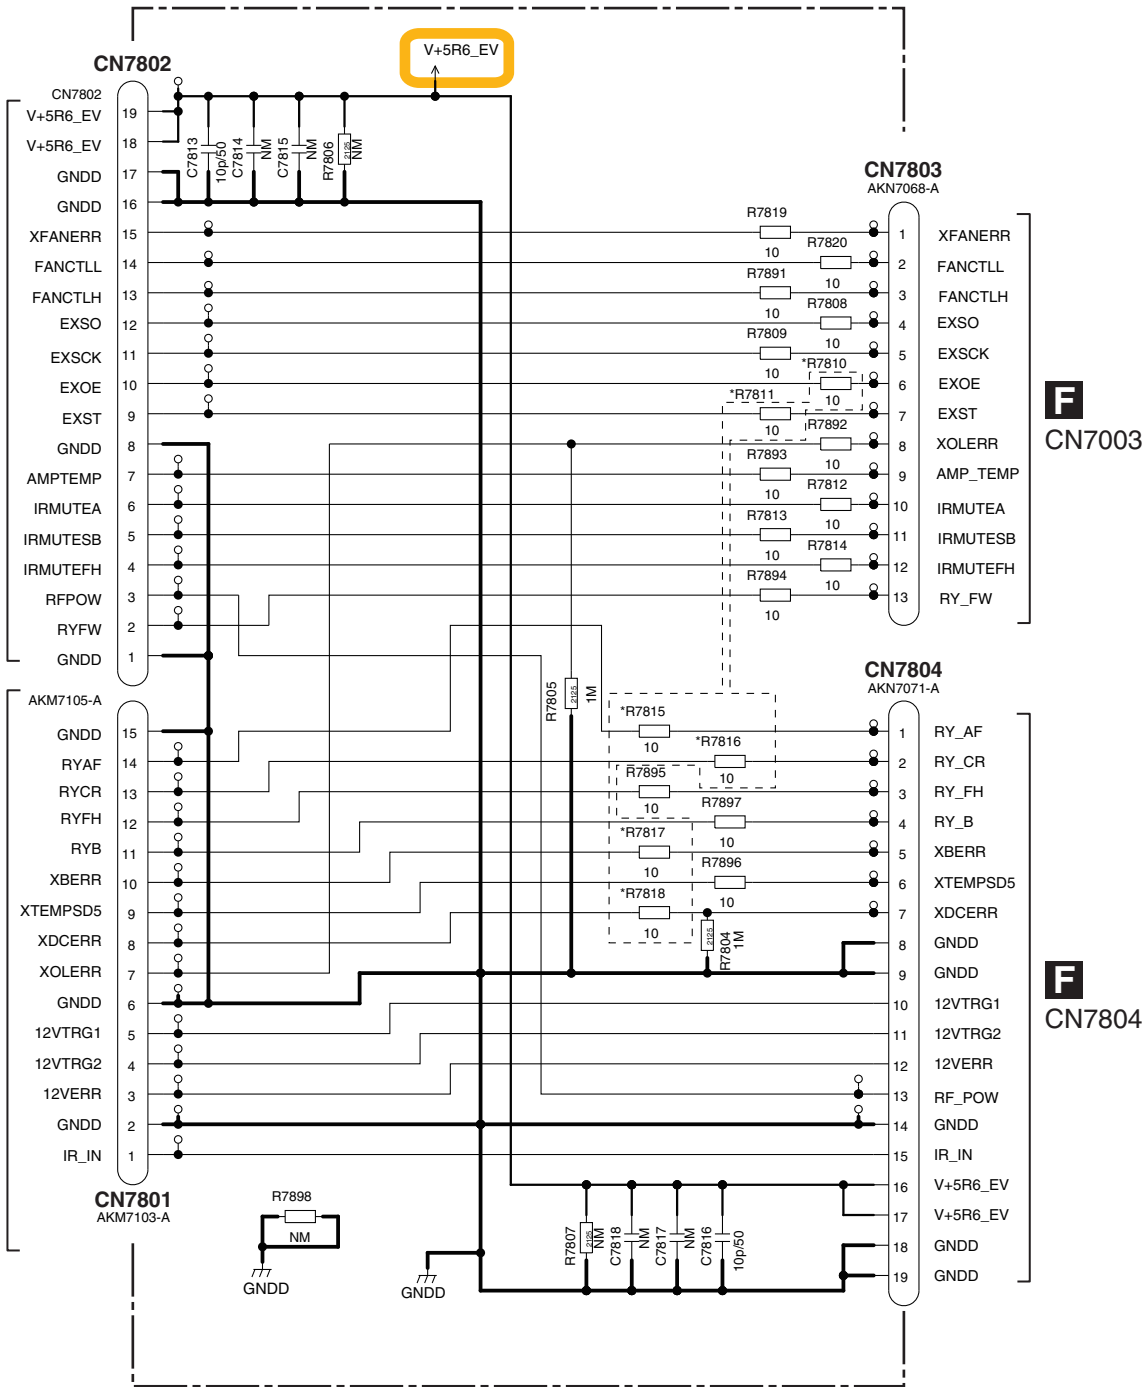 V+5R6_EV
CN7802
CN7802
V+5R6_EV 19
V+5R6_EV 18
GNDD 17
GNDD 16
XFANERR 15
FANCTLL 14
FANCTLH 13
EXSO 12
EXSCK 11
EXOE 10
EXST 9
GNDD 8
AMPTEMP 7
IRMUTEA 6
IRMUTESB 5
IRMUTEFH 4
RFPOW 3
RYFW 2
GNDD 1
AKM7105-A
C7813
10p/50
C7814
NM
C7815
NM
R7806
2125
NM
GNDD 15
RYAF 14
RYCR 13
RYFH 12
RYB 11
XBERR 10
XTEMPSD5 9
XDCERR 8
XOLERR 7
GNDD 6
12VTRG1 5
12VTRG2 4
12VERR 3
GNDD 2
IR_IN 1
CN7801
AKM7103-A
R7898
NM
GNDD
GNDD
R7805
2125
1M
R7819
10
R7820
10
R7891
10
R7808
10
R7809
10
*R7810
10
*R7811
10
R7892
10
R7893
10
R7812
10
R7813
10
R7814
10
R7894
10
*R7815
10
*R7816
10
R7895
10
R7897
10
*R7817
10
R7896
10
*R7818
10
R7804
2125
1M
R7807
2125
NM
C7818
NM
C7817
NM
C7816
10p/50
CN7803
AKN7068-A
1 XFANERR
2 FANCTLL
3 FANCTLH
4 EXSO
5 EXSCK
6 EXOE
7 EXST
8 XOLERR
9 AMP_TEMP
10 IRMUTEA
11 IRMUTESB
12 IRMUTEFH
13 RY_FW
F
CN7003
CN7804
AKN7071-A
1 RY_AF
2 RY_CR
3 RY_FH
4 RY_B
5 XBERR
6 XTEMPSD5
7 XDCERR
8 GNDD
9 GNDD
10 12VTRG1
11 12VTRG2
12 12VERR
13 RF_POW
14 GNDD
15 IR_IN
16 V+5R6_EV
17 V+5R6_EV
18 GNDD
19 GNDD
F
CN7804